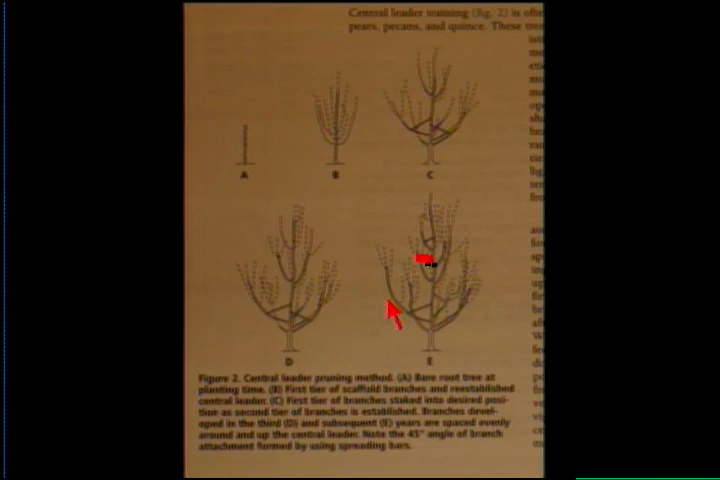 Central leader training (fig. 2) is ofte
pears, pecans, and quince. These tree
A
B
C
D
E
Figure 2. Central leader pruning method. (A) Bare root tree at
planting time. (B) First tier of scaffold branches and reestablished
central leader. (C) First tier of branches staked into desired posi-
tion as second tier of branches is established. Branches devel-
oped in the third (D) and subsequent (E) years are spaced evenly
around and up the central leader. Note the 45° angle of branch
attachment formed by using spreading bars.